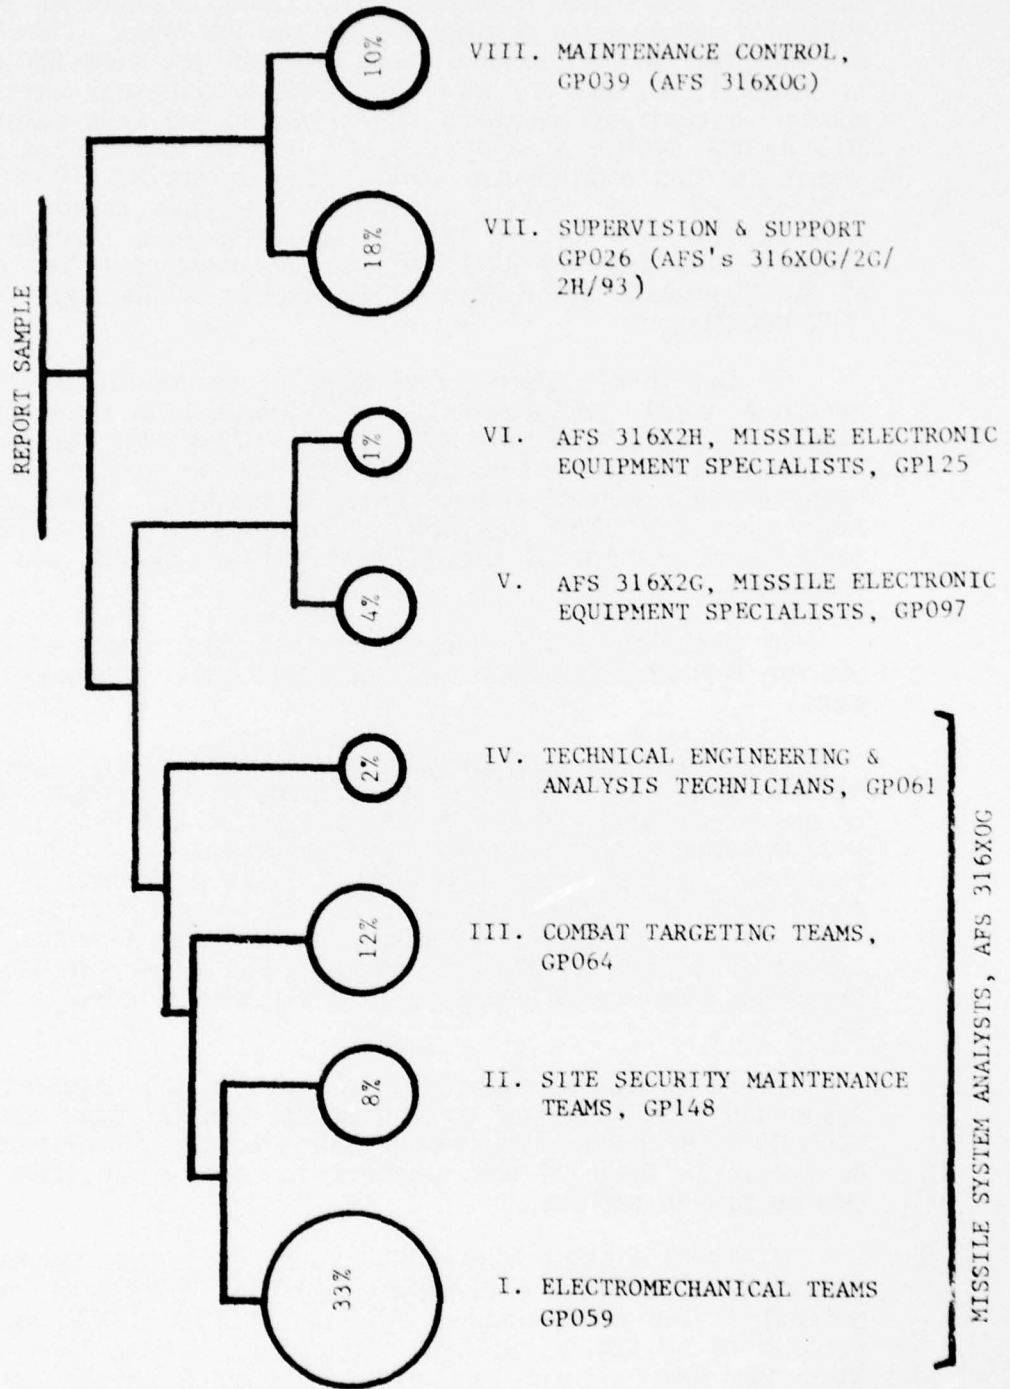 REPORT SAMPLE
10%
VIII. MAINTENANCE CONTROL,
GP039 (AFS 316X0G)
18%
VII. SUPERVISION & SUPPORT
GP026 (AFS's 316X0G/2G/
2H/93)
1%
VI. AFS 316X2H, MISSILE ELECTRONIC
EQUIPMENT SPECIALISTS, GP125
4%
V. AFS 316X2G, MISSILE ELECTRONIC
EQUIPMENT SPECIALISTS, GP097
2%
IV. TECHNICAL ENGINEERING &
ANALYSIS TECHNICIANS, GP061
12%
III. COMBAT TARGETING TEAMS,
GP064
8%
II. SITE SECURITY MAINTENANCE
TEAMS, GP148
33%
I. ELECTROMECHANICAL TEAMS
GP059
MISSILE SYSTEM ANALYSTS, AFS 316X0G